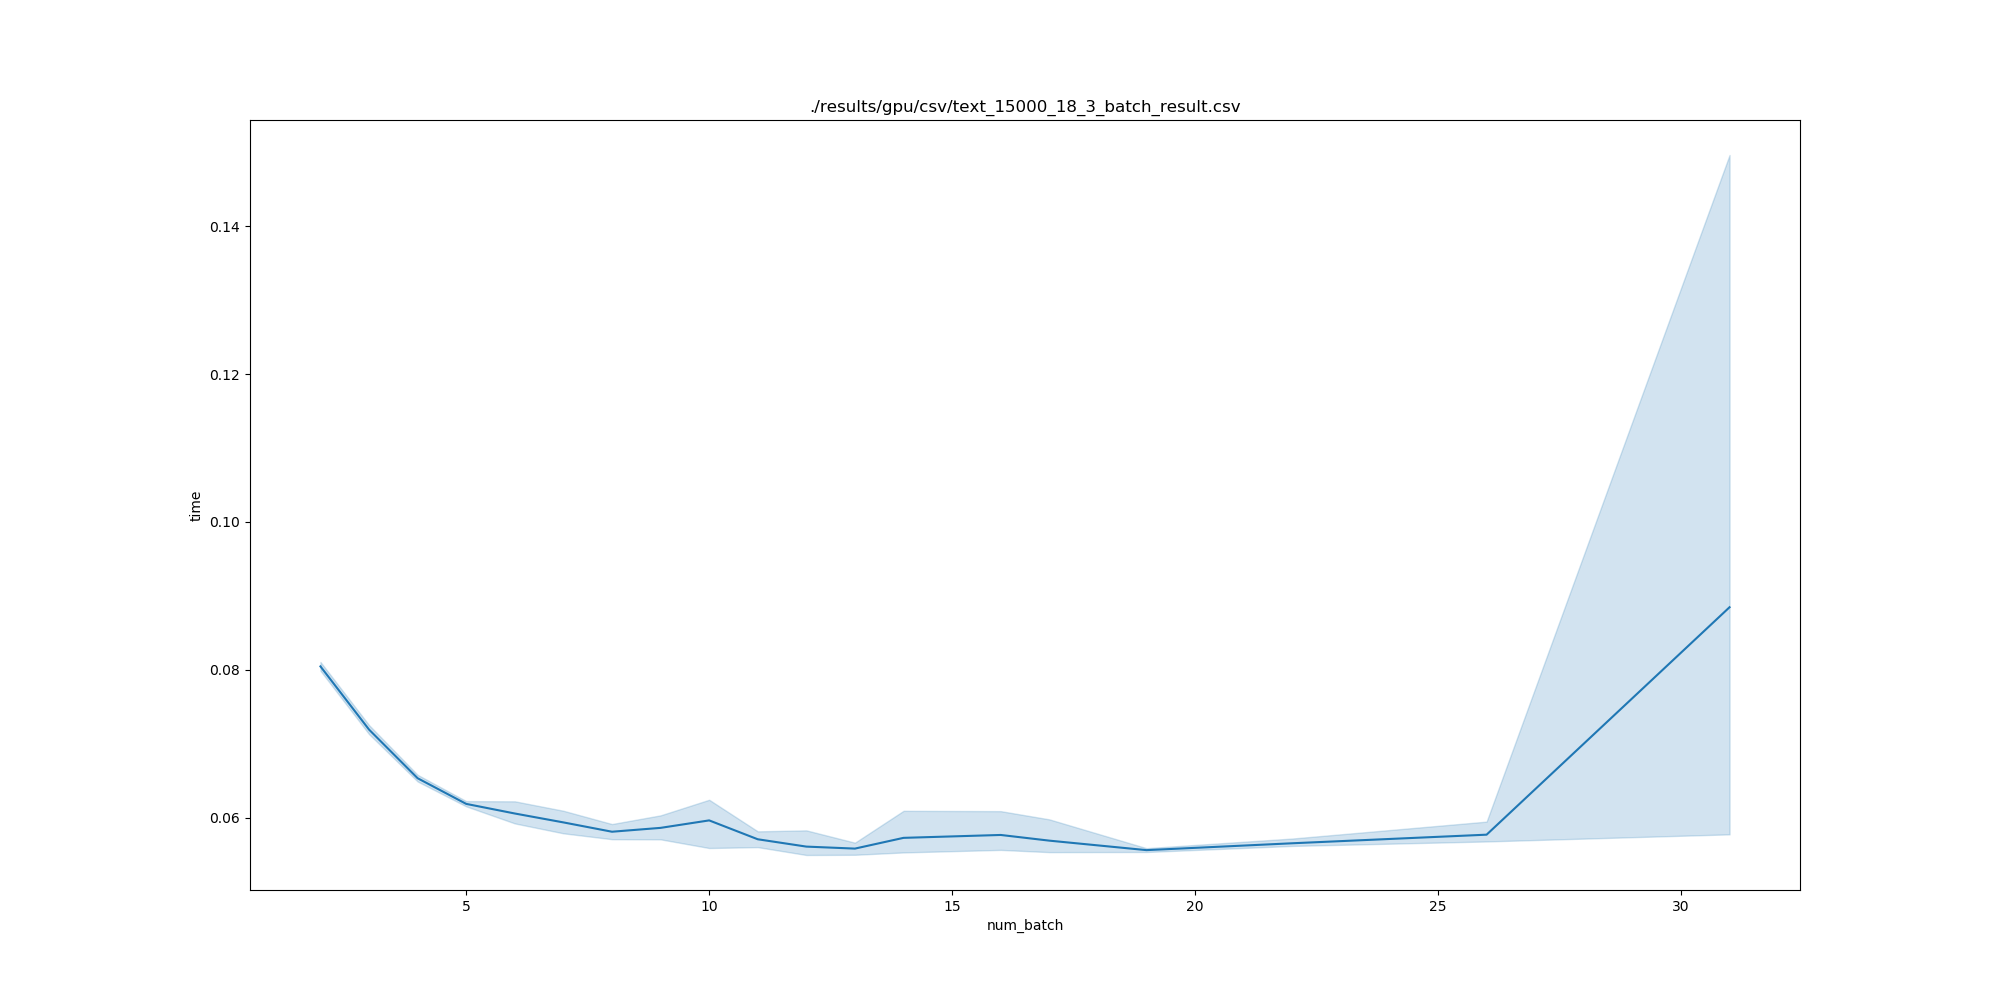 ./results/gpu/csv/text_15000_18_3_batch_result.csv
0.14
0.12
0.10
0.08
0.06
time
5 10 15 20 25 30
num_batch